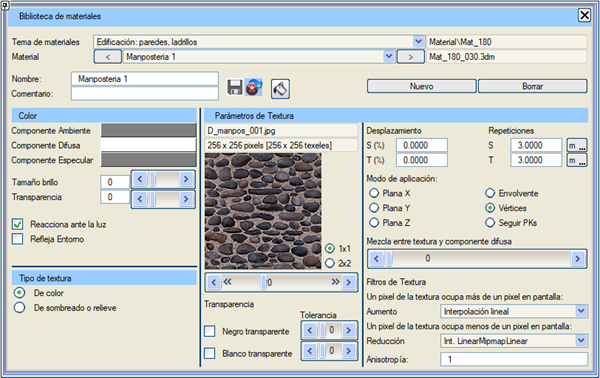 Biblioteca de materiales
Tema de materiales Edificación: paredes, ladrillos Material\Mat_180
Material < Manposteria 1 > Mat_180_030.3dm
Nombre: Manposteria 1
Comentario:
Nuevo Borrar
Color
Componente Ambiente
Componente Difusa
Componente Especular
Tamaño brillo 0
Transparencia 0
Reacciona ante la luz
Refleja Entorno
Tipo de textura
De color
De sombreado o relieve
Parámetros de Textura
D_manpos_001.jpg
256 x 256 pixels [256 x 256 texeles]
1x1
2x2
0
Transparencia
Tolerancia
Negro transparente 0
Blanco transparente 0
Desplazamiento Repeticiones
S (%) 0.0000 S 3.0000 m ...
T (%) 0.0000 T 3.0000 m ...
Modo de aplicación:
Plana X Envolvente
Plana Y Vértices
Plana Z Seguir PKs
Mezcla entre textura y componente difusa
0
Filtros de Textura
Un pixel de la textura ocupa más de un pixel en pantalla:
Aumento Interpolación lineal
Un pixel de la textura ocupa menos de un pixel en pantalla:
Reducción Int. LinearMipmapLinear
Anisotropía: 1